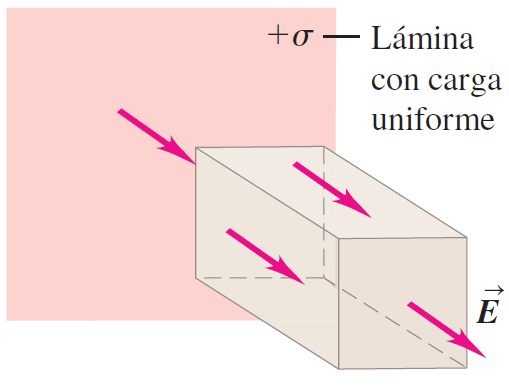 +σ
Lámina
con carga
uniforme
E⃗